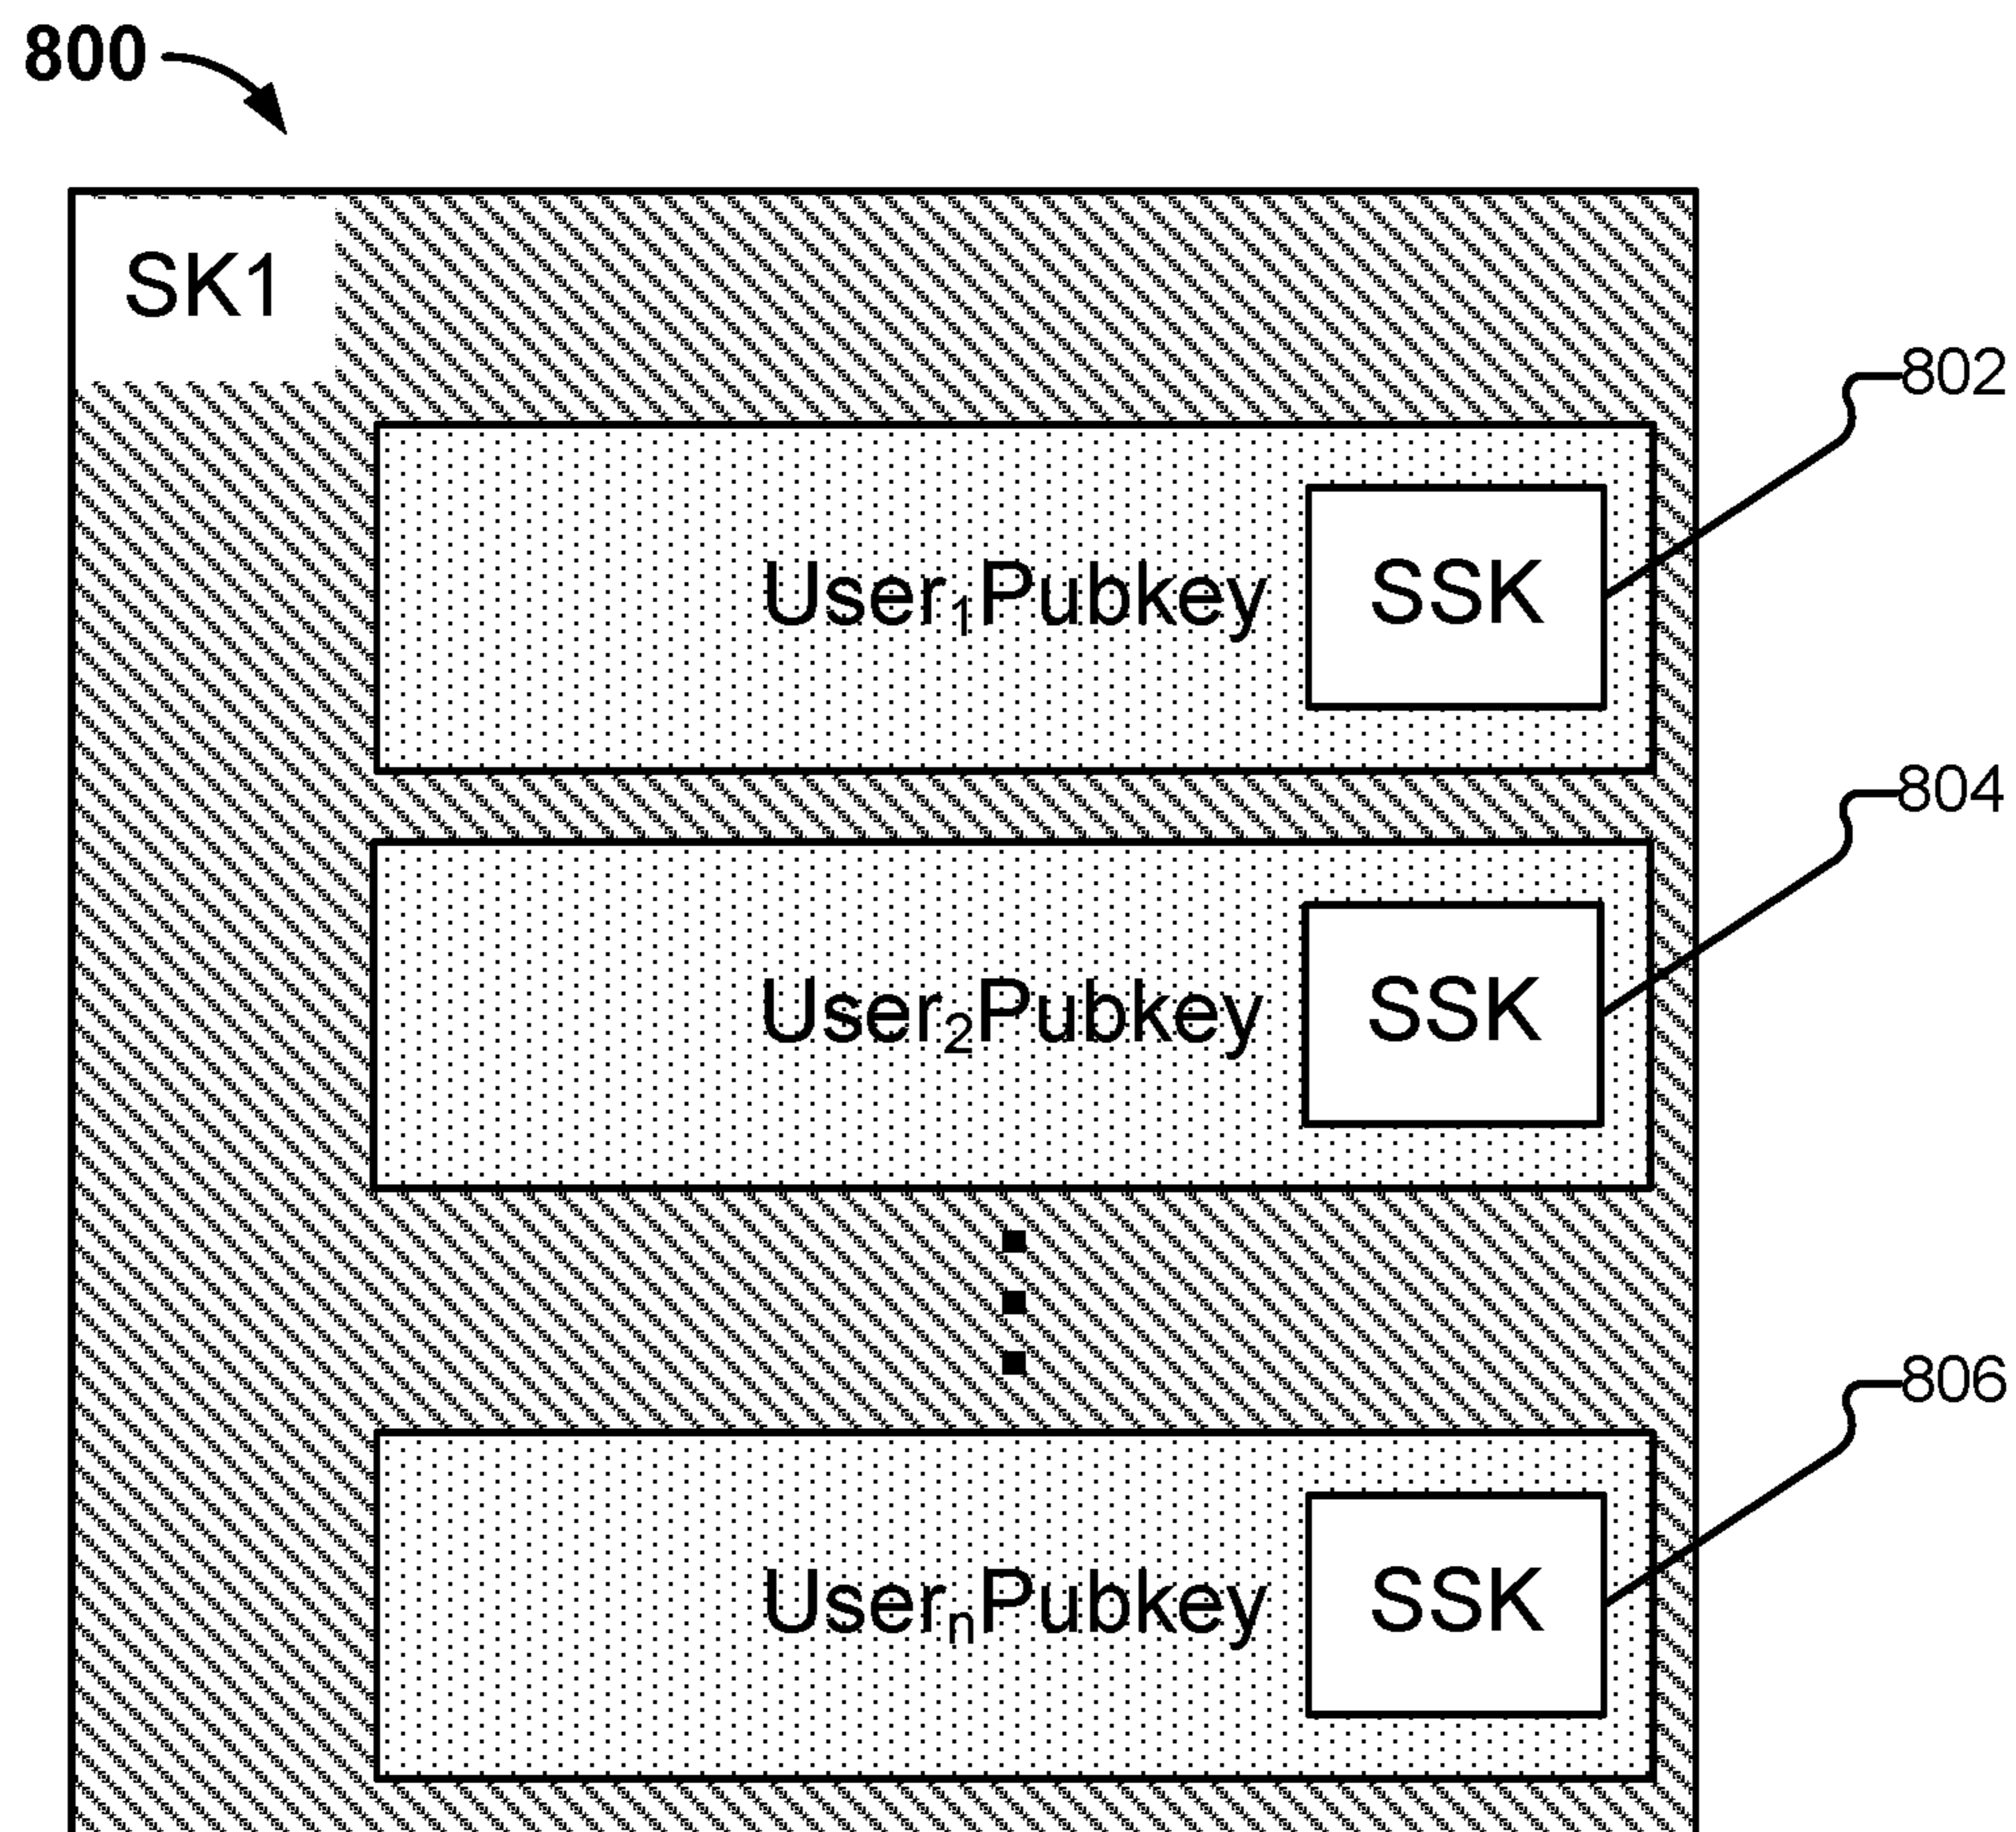 800
SK1
802
User₁Pubkey SSK
804
User₂Pubkey SSK
806
UserₙPubkey SSK